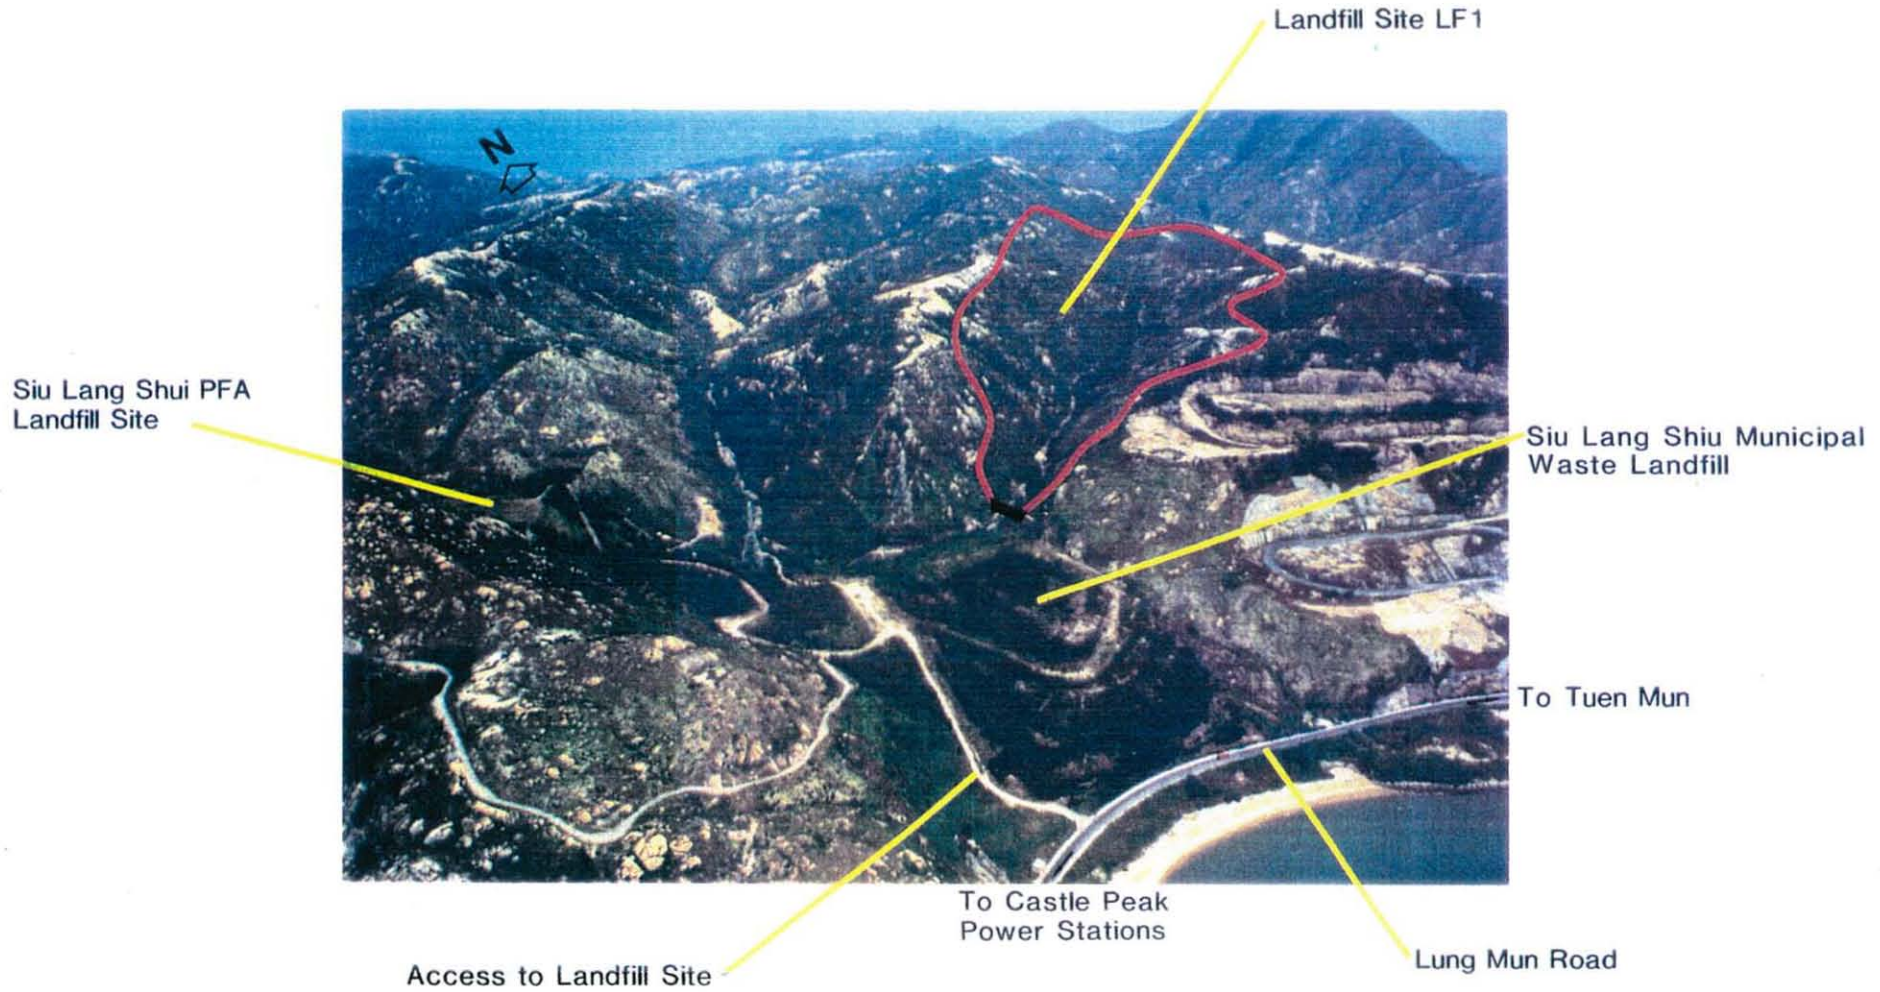 Landfill Site LF1
N
Siu Lang Shui PFA
Landfill Site
Siu Lang Shiu Municipal
Waste Landfill
To Tuen Mun
To Castle Peak
Power Stations
Lung Mun Road
Access to Landfill Site